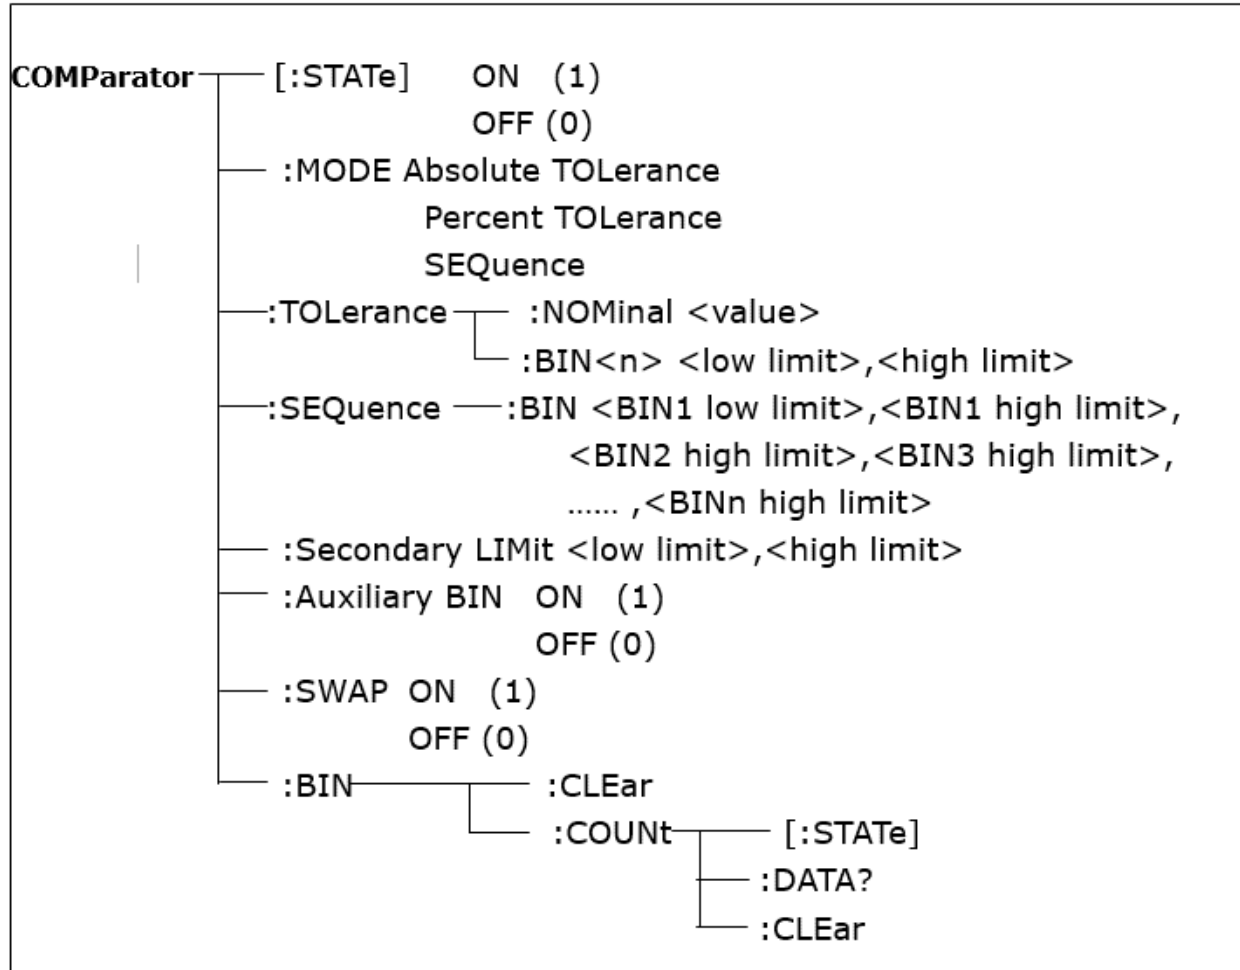 COMParator [:STATe] ON (1)
OFF (0)
:MODE Absolute TOLerance
Percent TOLerance
SEQuence
:TOLerance :NOMinal <value>
:BIN<n> <low limit>,<high limit>
:SEQuence :BIN <BIN1 low limit>,<BIN1 high limit>,
<BIN2 high limit>,<BIN3 high limit>,
...... ,<BINn high limit>
:Secondary LIMit <low limit>,<high limit>
:Auxiliary BIN ON (1)
OFF (0)
:SWAP ON (1)
OFF (0)
:BIN :CLEar
:COUNt [:STATe]
:DATA?
:CLEar